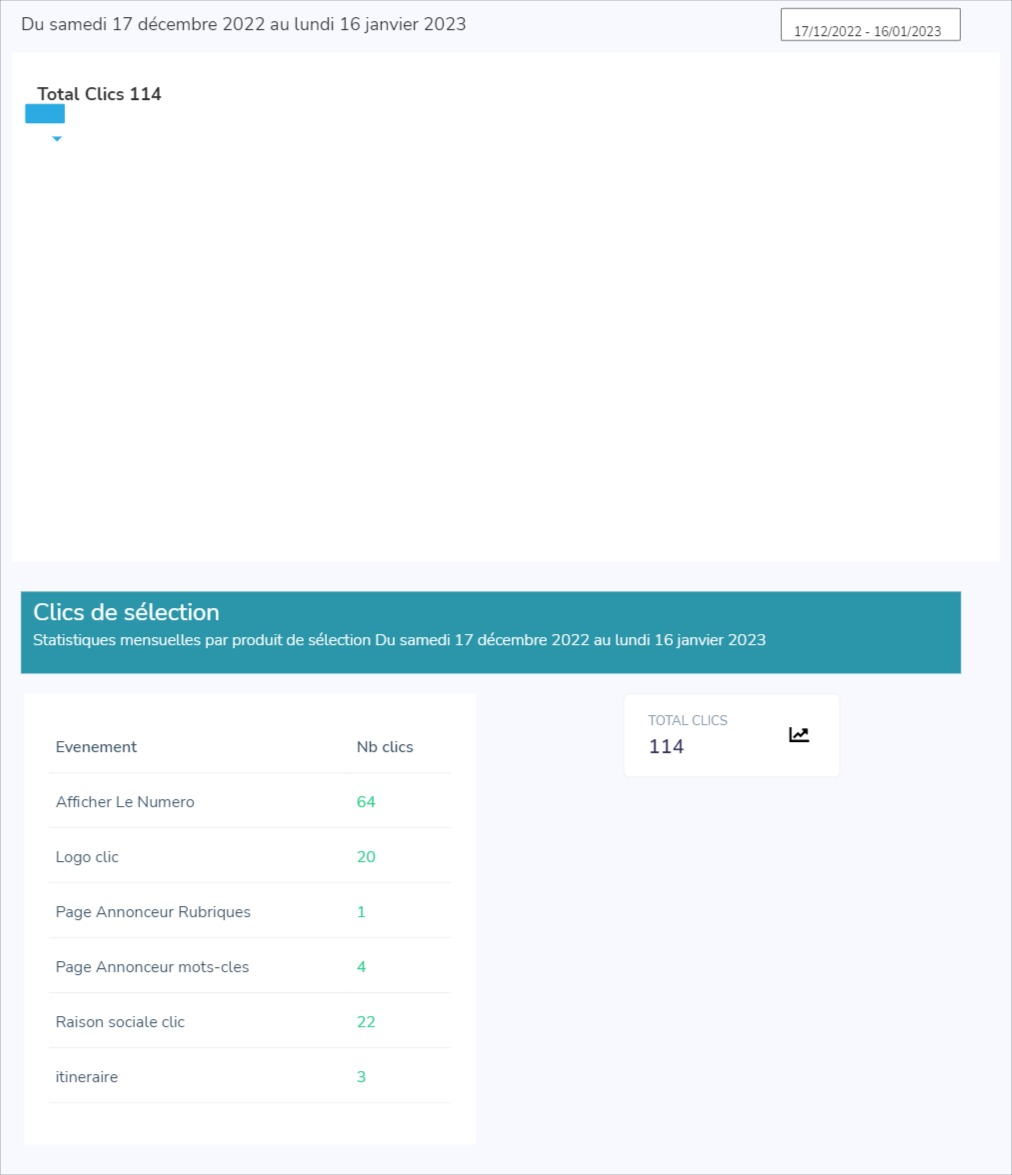 Du samedi 17 décembre 2022 au lundi 16 janvier 2023
17/12/2022 - 16/01/2023
Total Clics 114
Clics de sélection
Statistiques mensuelles par produit de sélection Du samedi 17 décembre 2022 au lundi 16 janvier 2023
TOTAL CLICS
114
Evenement Nb clics
Afficher Le Numero 64
Logo clic 20
Page Annonceur Rubriques 1
Page Annonceur mots-cles 4
Raison sociale clic 22
itineraire 3